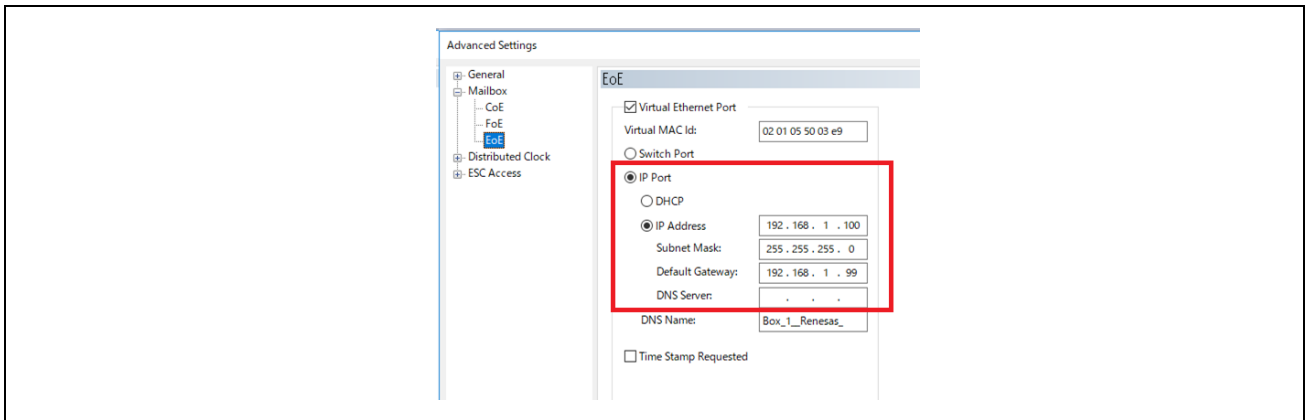 Advanced Settings
General
Mailbox
CoE
FoE
EoE
Distributed Clock
ESC Access
EoE
Virtual Ethernet Port
Virtual MAC Id: 02 01 05 50 03 e9
Switch Port
IP Port
DHCP
IP Address 192 . 168 . 1 . 100
Subnet Mask: 255 . 255 . 255 . 0
Default Gateway: 192 . 168 . 1 . 99
DNS Server: . . .
DNS Name: Box_1__Renesas_
Time Stamp Requested